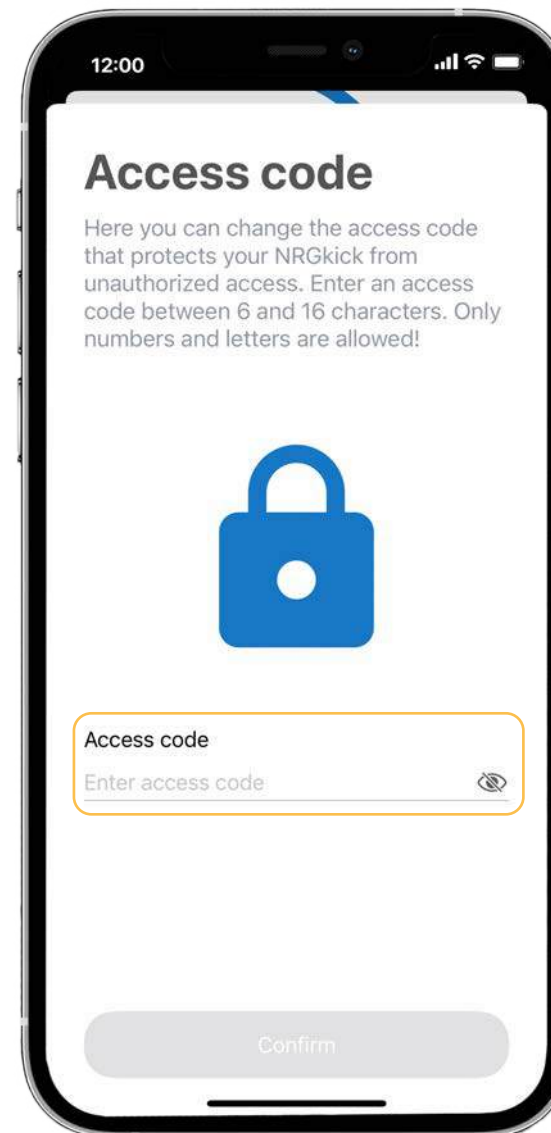 12:00
Access code
Here you can change the access code
that protects your NRGkick from
unauthorized access. Enter an access
code between 6 and 16 characters. Only
numbers and letters are allowed!
Access code
Enter access code
Confirm